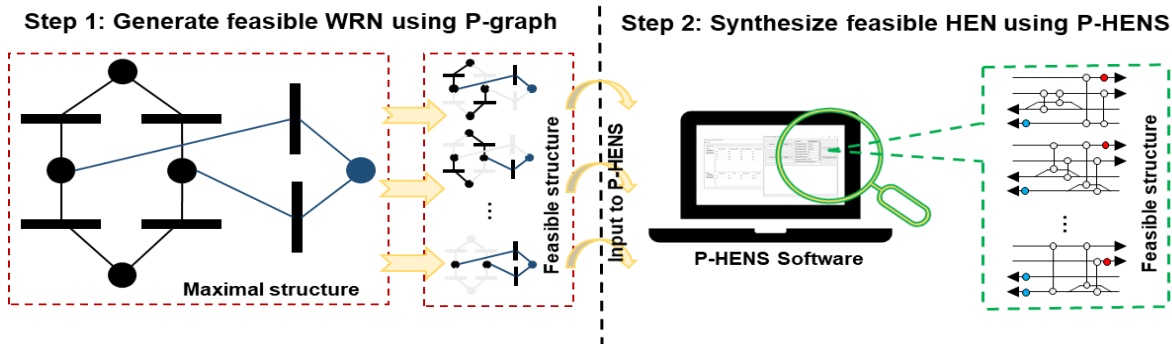 Step 1: Generate feasible WRN using P-graph
Step 2: Synthesize feasible HEN using P-HENS
Maximal structure
...
Feasible structure
Input to P-HENS
P-HENS Software
...
Feasible structure